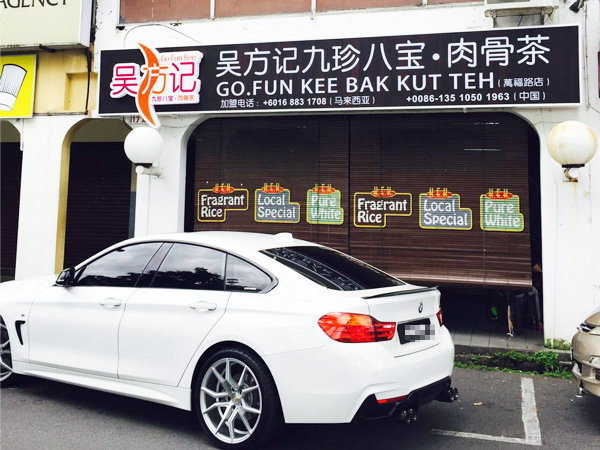 AGENCY
Go Fun Kee
吴方记
九珍八宝·肉骨茶
吴方记九珍八宝·肉骨茶
GO.FUN KEE BAK KUT TEH (萬福路店)
加盟电话：+6016 883 1708 (马来西亚) +0086-135 1050 1963 (中国)
117
Fragrant
Rice
Local
Special
Pure
White
Fragrant
Rice
Local
Special
Pure
White